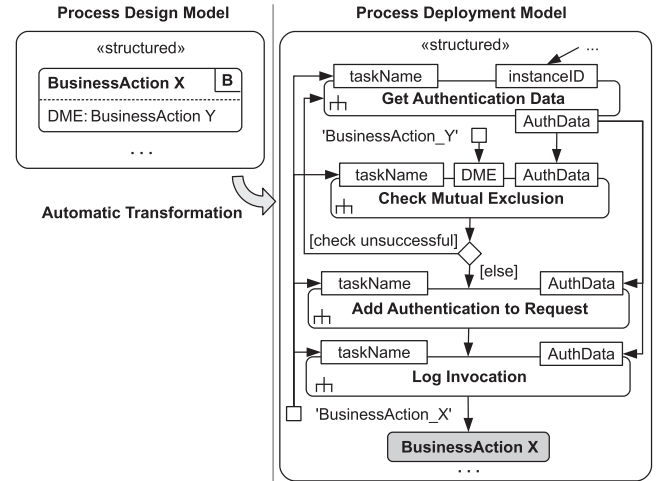 Process Design Model
Process Deployment Model
«structured»
BusinessAction X
B
DME: BusinessAction Y
. . .
Automatic Transformation
«structured»
...
taskName
instanceID
Get Authentication Data
AuthData
'BusinessAction_Y'
taskName
DME
AuthData
Check Mutual Exclusion
[check unsuccessful]
[else]
taskName
AuthData
Add Authentication to Request
taskName
AuthData
Log Invocation
'BusinessAction_X'
BusinessAction X
. . .